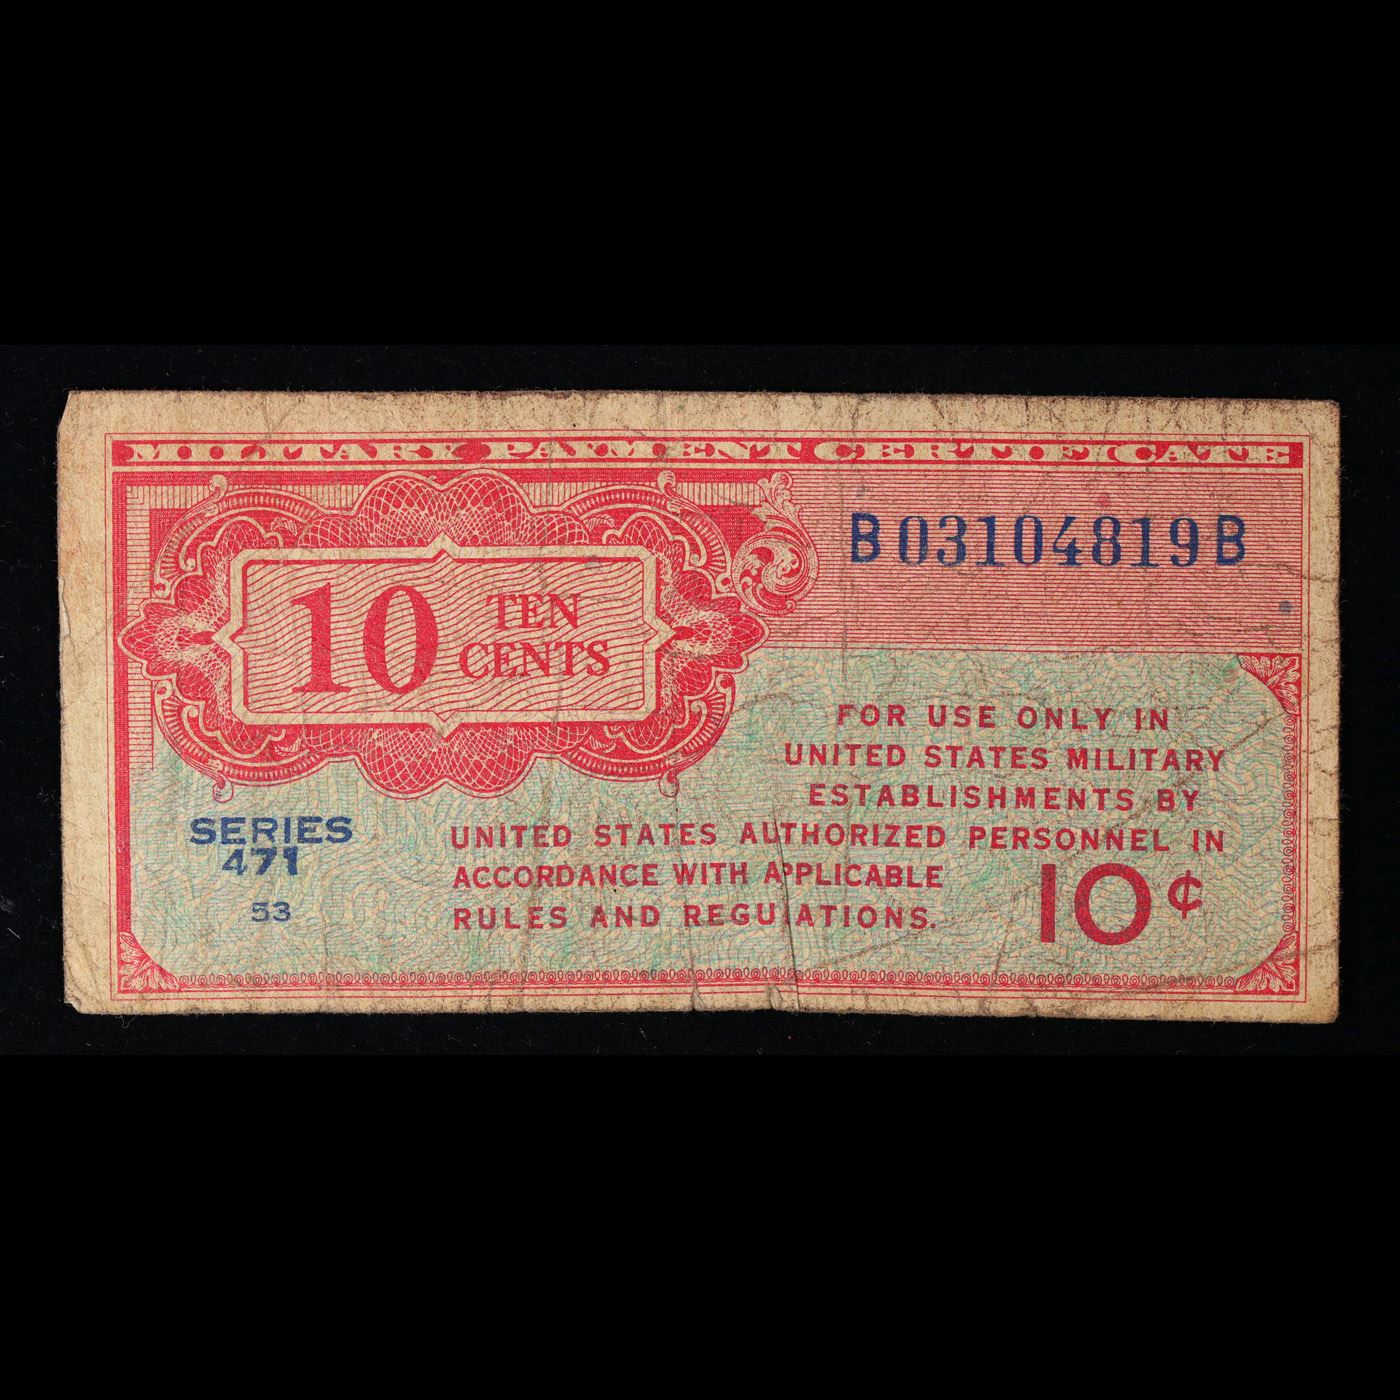 MILITARY PAYMENT CERTIFICATE
B03104819B
10 TEN
CENTS
FOR USE ONLY IN
UNITED STATES MILITARY
ESTABLISHMENTS BY
UNITED STATES AUTHORIZED PERSONNEL IN
ACCORDANCE WITH APPLICABLE
RULES AND REGULATIONS.
10¢
SERIES
471
53